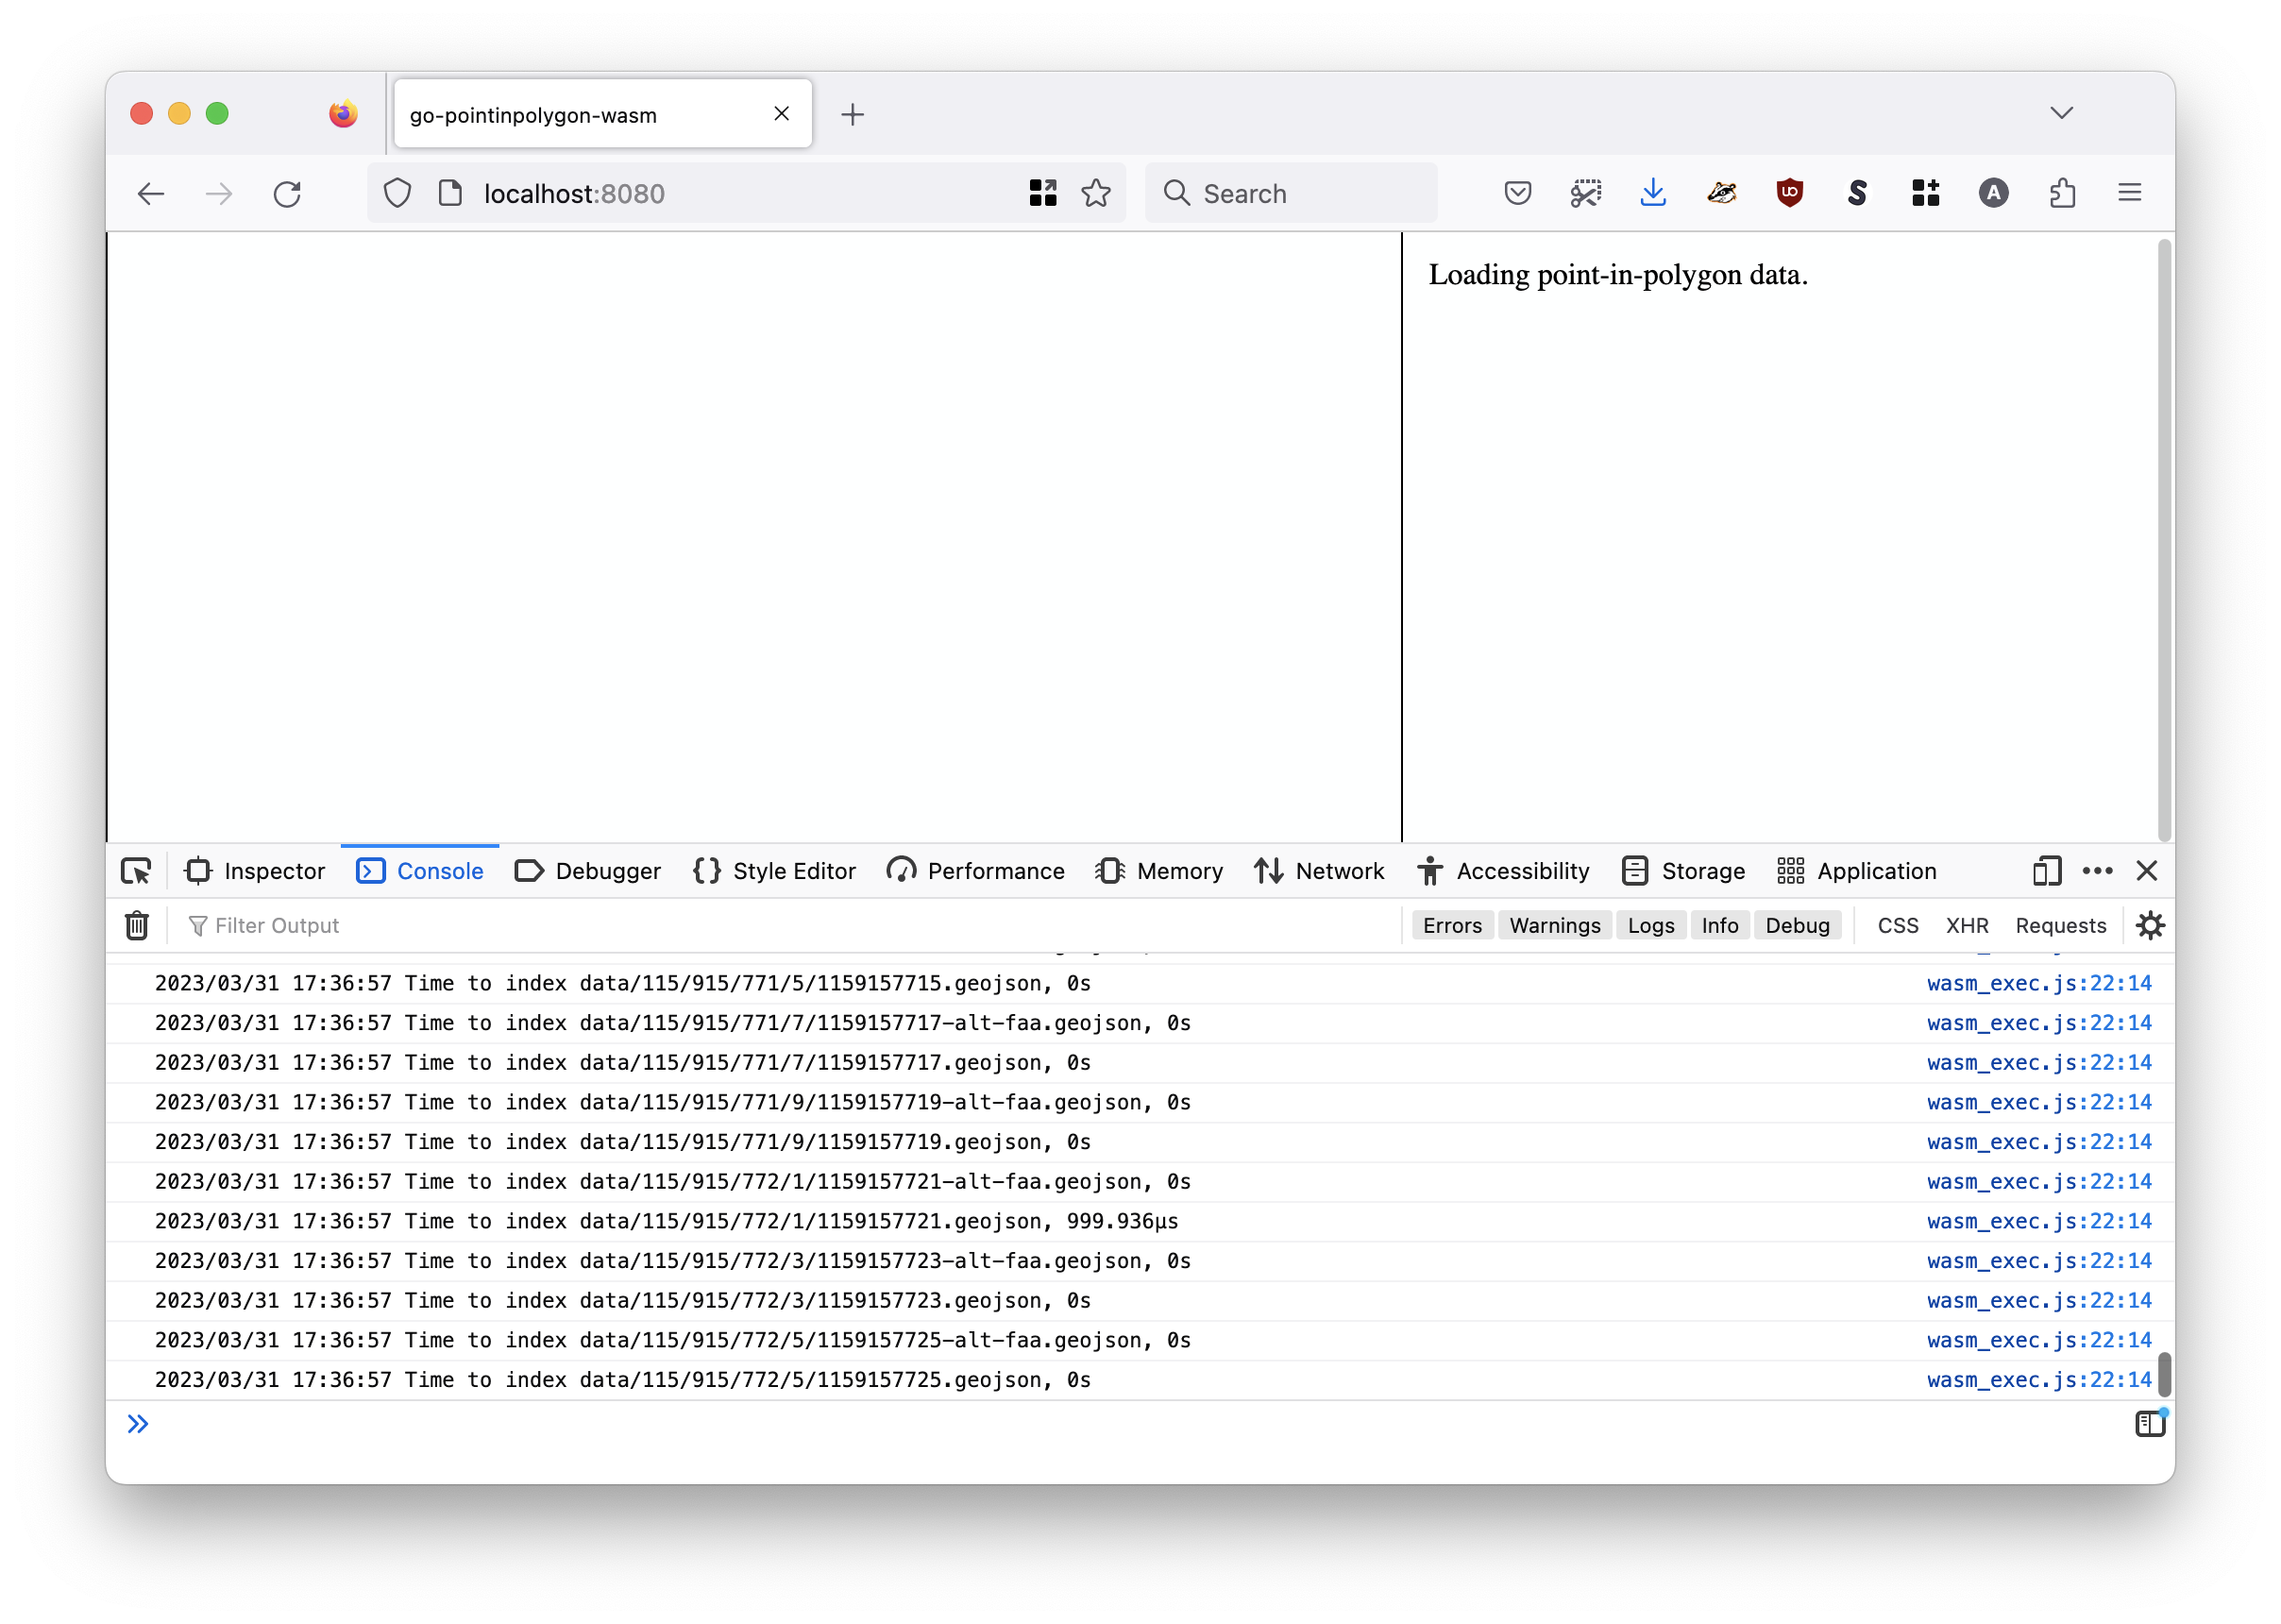 go-pointinpolygon-wasm
localhost:8080
Search
Loading point-in-polygon data.
Inspector Console Debugger Style Editor Performance Memory Network Accessibility Storage Application
Filter Output Errors Warnings Logs Info Debug CSS XHR Requests
2023/03/31 17:36:57 Time to index data/115/915/771/5/1159157715.geojson, 0s wasm_exec.js:22:14
2023/03/31 17:36:57 Time to index data/115/915/771/7/1159157717-alt-faa.geojson, 0s wasm_exec.js:22:14
2023/03/31 17:36:57 Time to index data/115/915/771/7/1159157717.geojson, 0s wasm_exec.js:22:14
2023/03/31 17:36:57 Time to index data/115/915/771/9/1159157719-alt-faa.geojson, 0s wasm_exec.js:22:14
2023/03/31 17:36:57 Time to index data/115/915/771/9/1159157719.geojson, 0s wasm_exec.js:22:14
2023/03/31 17:36:57 Time to index data/115/915/772/1/1159157721-alt-faa.geojson, 0s wasm_exec.js:22:14
2023/03/31 17:36:57 Time to index data/115/915/772/1/1159157721.geojson, 999.936µs wasm_exec.js:22:14
2023/03/31 17:36:57 Time to index data/115/915/772/3/1159157723-alt-faa.geojson, 0s wasm_exec.js:22:14
2023/03/31 17:36:57 Time to index data/115/915/772/3/1159157723.geojson, 0s wasm_exec.js:22:14
2023/03/31 17:36:57 Time to index data/115/915/772/5/1159157725-alt-faa.geojson, 0s wasm_exec.js:22:14
2023/03/31 17:36:57 Time to index data/115/915/772/5/1159157725.geojson, 0s wasm_exec.js:22:14